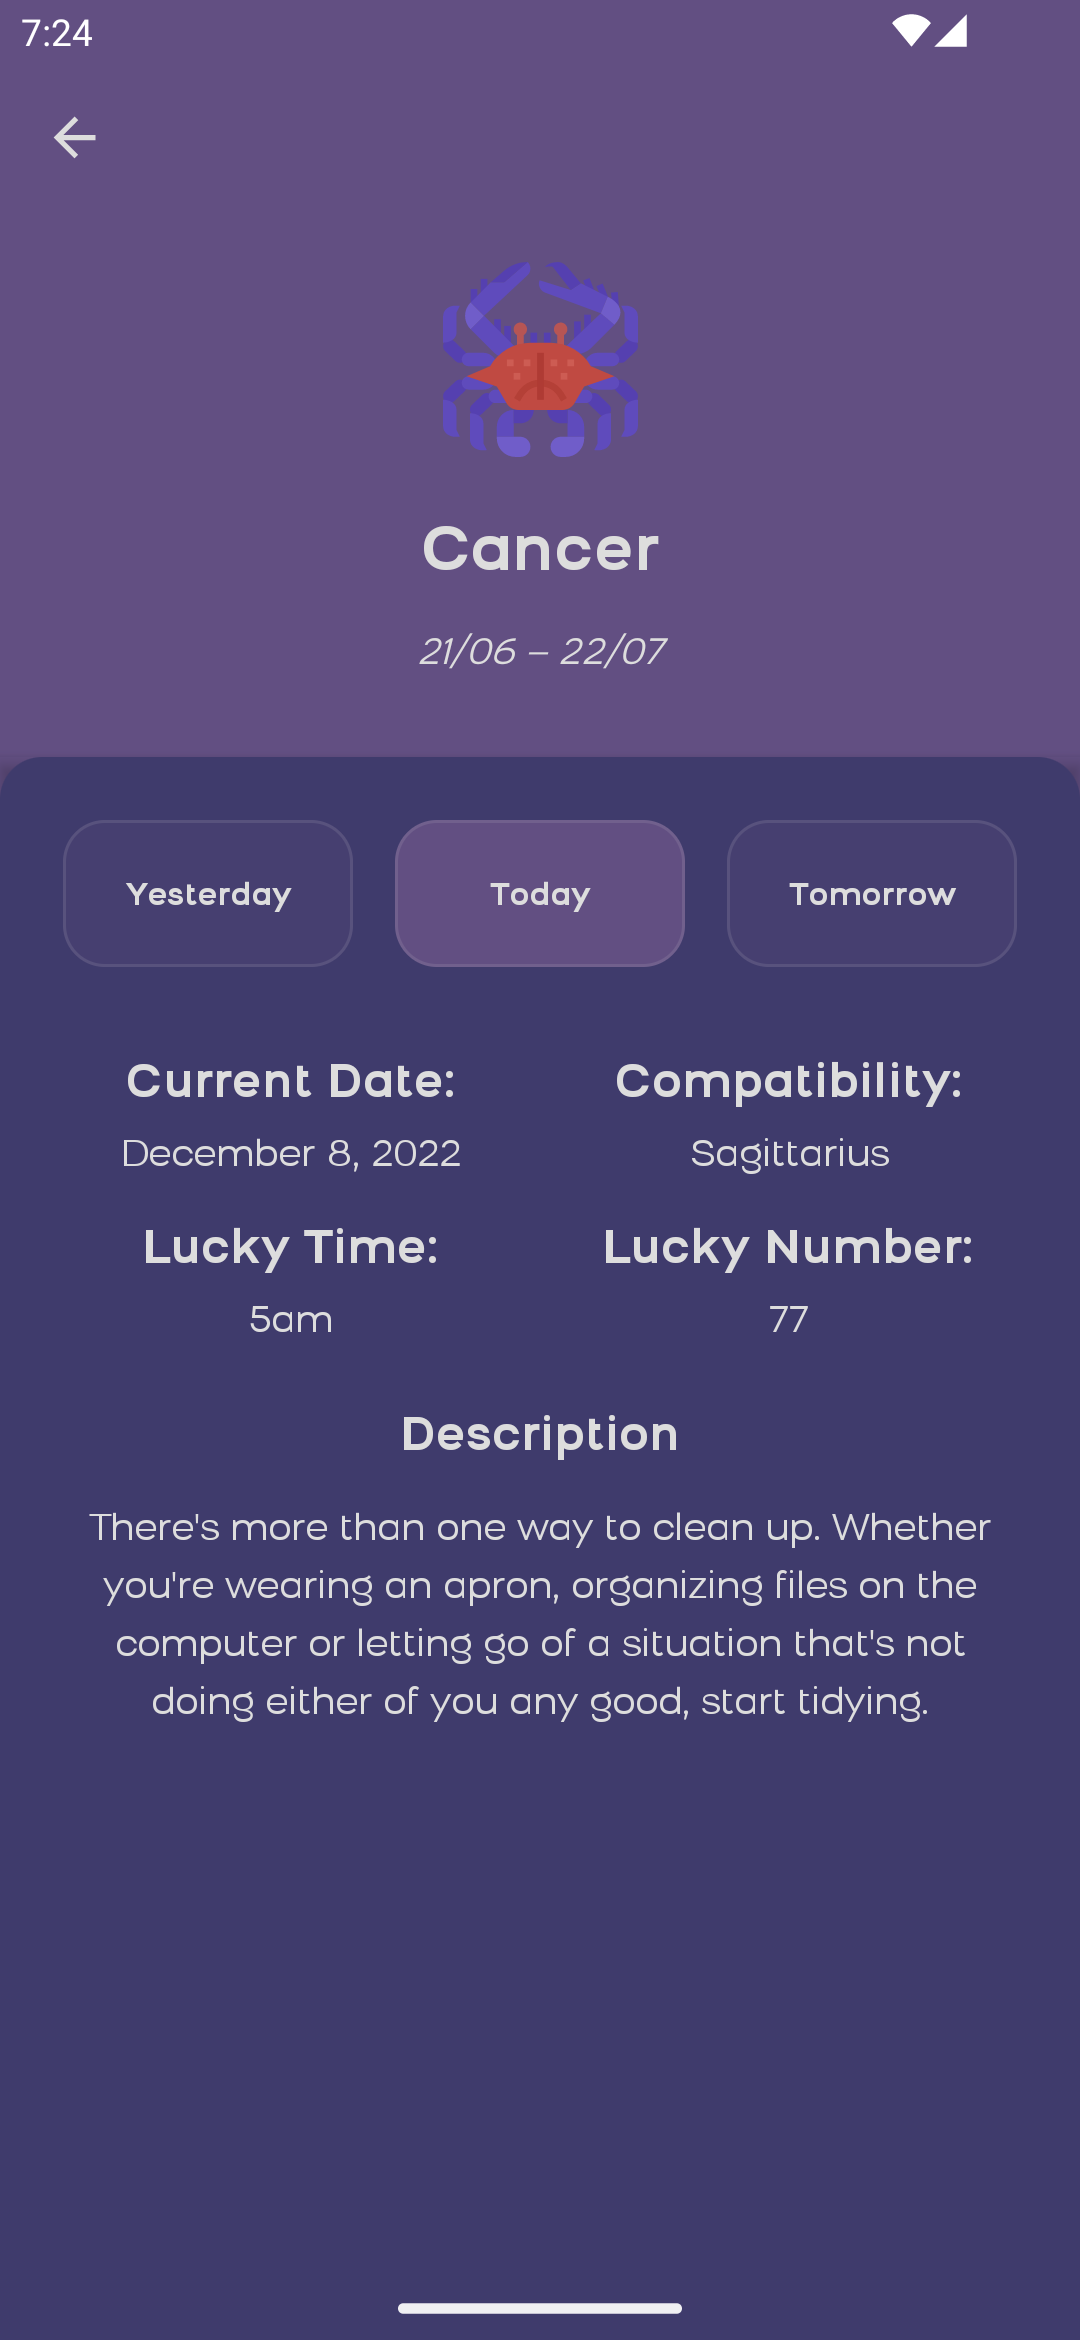 7:24
Cancer
21/06 – 22/07
Yesterday
Today
Tomorrow
Current Date:
December 8, 2022
Compatibility:
Sagittarius
Lucky Time:
5am
Lucky Number:
77
Description
There's more than one way to clean up. Whether
you're wearing an apron, organizing files on the
computer or letting go of a situation that's not
doing either of you any good, start tidying.